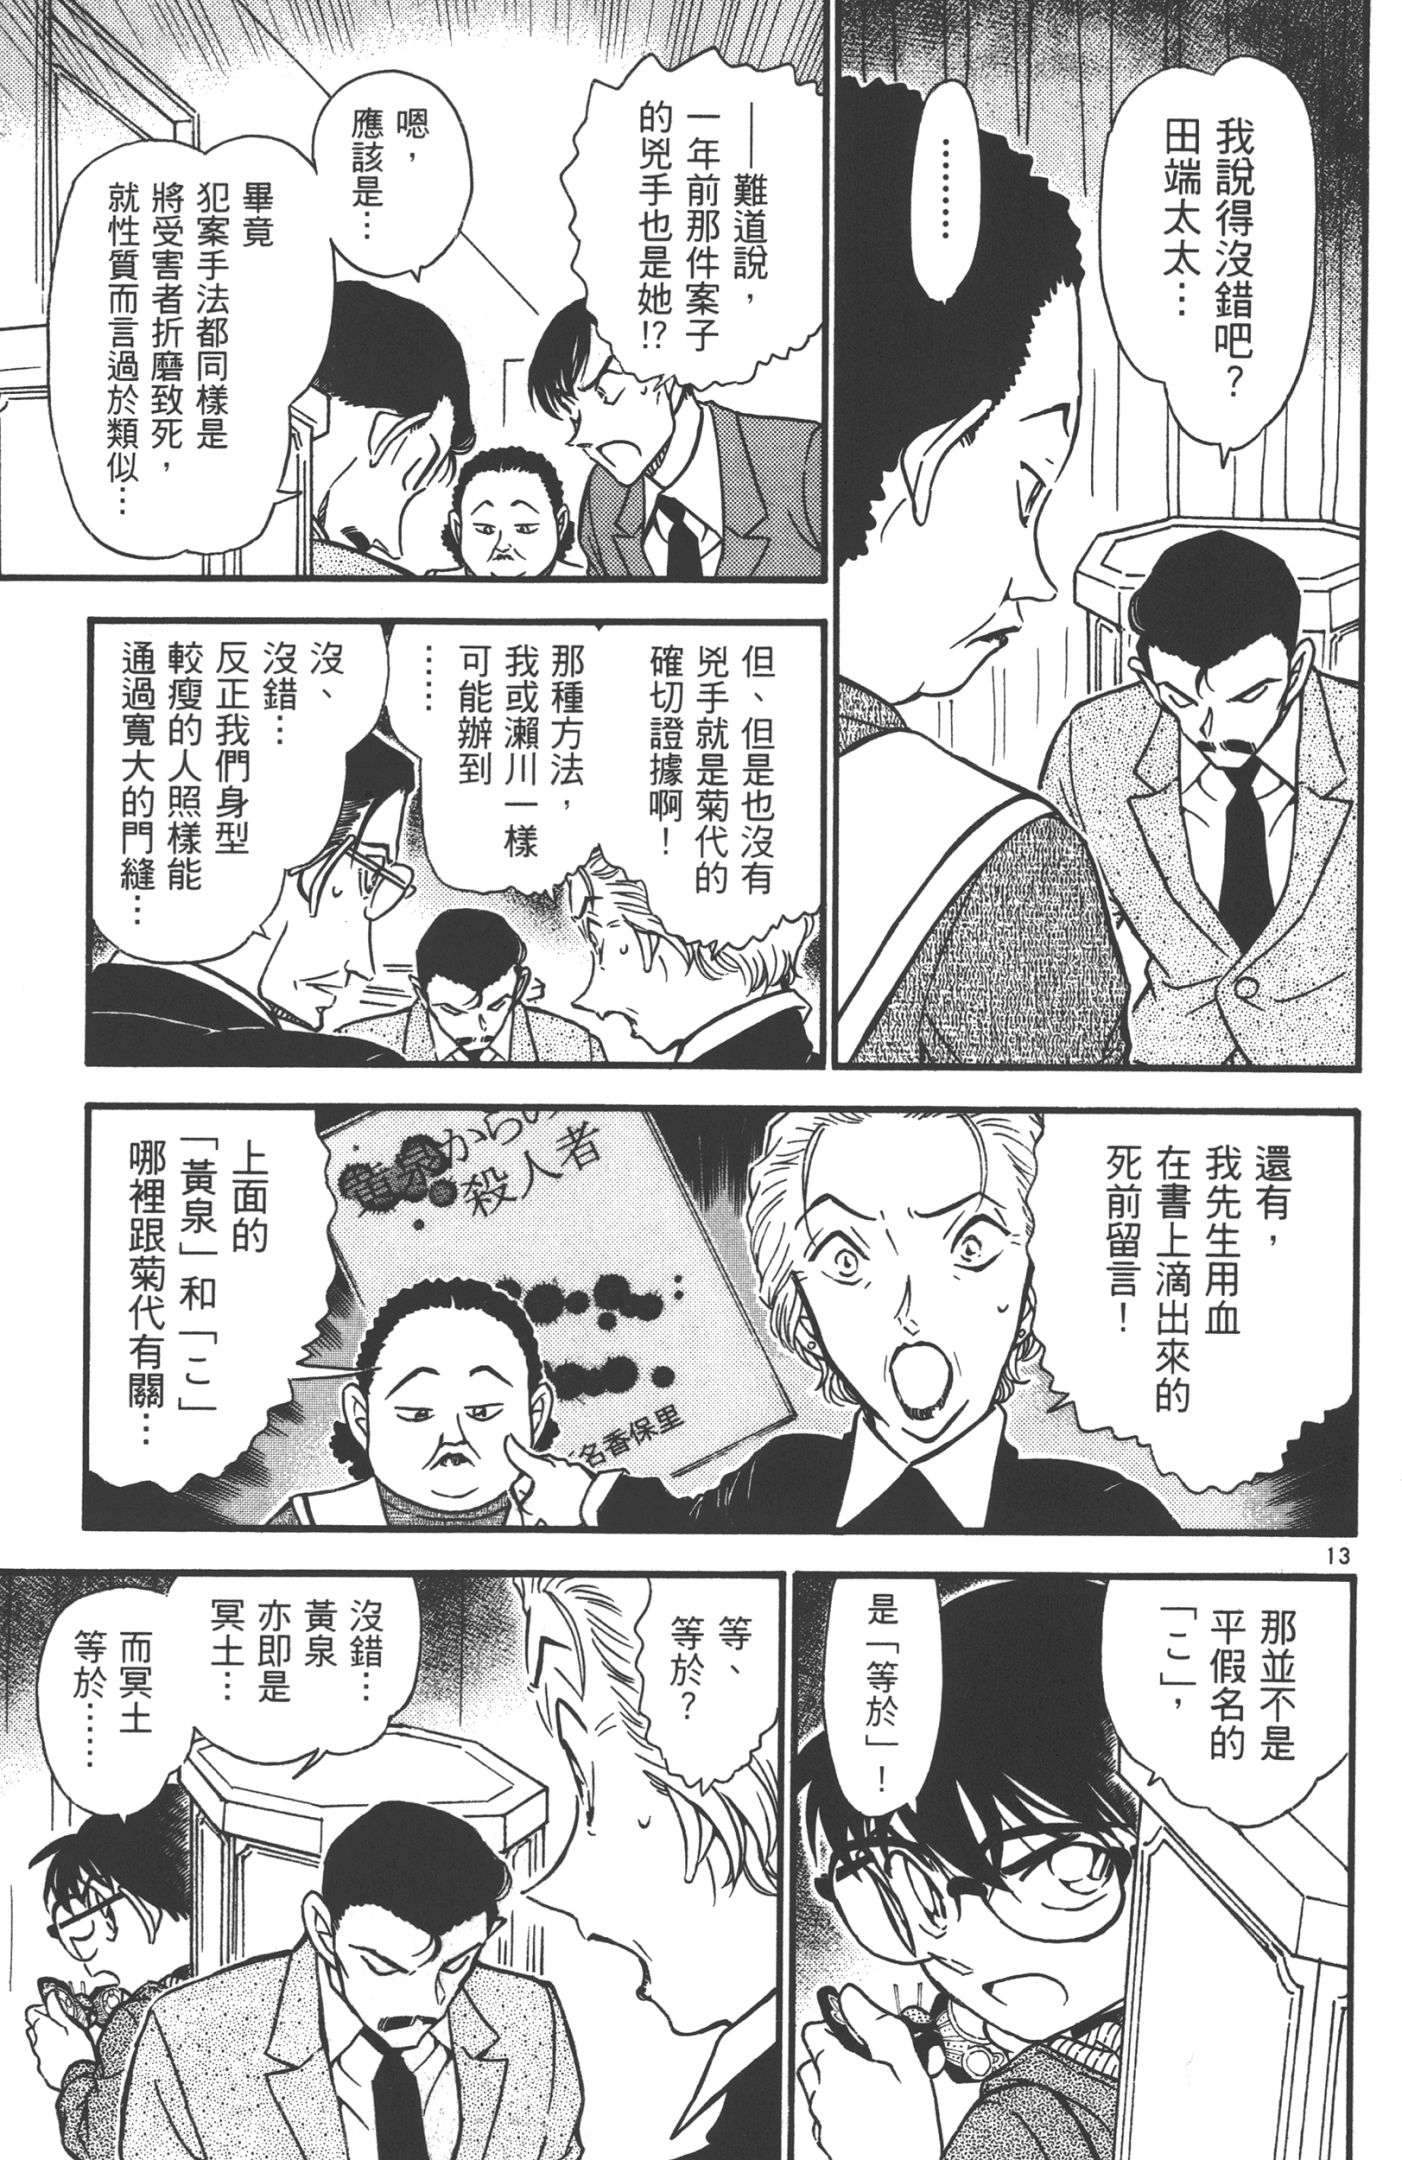 我說得沒錯吧？
田端太太…
………
——難道說，
一年前那件案子
的兇手也是她!?
嗯，
應該是…
畢竟
犯案手法都同樣是
將受害者折磨致死，
就性質而言過於類似…
但、但是也沒有
兇手就是菊代的
確切證據啊！
那種方法，
我或瀨川一樣
可能辦到
……
沒、
沒錯…
反正我們身型
較瘦的人照樣能
通過寬大的門縫…
還有，
我先生用血
在書上滴出來的
死前留言！
黄泉からの
殺人者
名香保里
上面的
「黃泉」和「こ」
哪裡跟菊代有關…
13
那並不是
平假名的
「こ」，
是「等於」！
等、
等於？
沒錯…
黃泉
亦即是
冥土…
而冥土
等於……